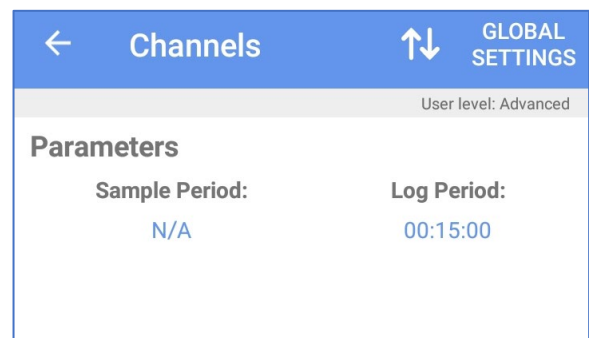 Channels
GLOBAL
SETTINGS
User level: Advanced
Parameters
Sample Period: Log Period:
N/A 00:15:00